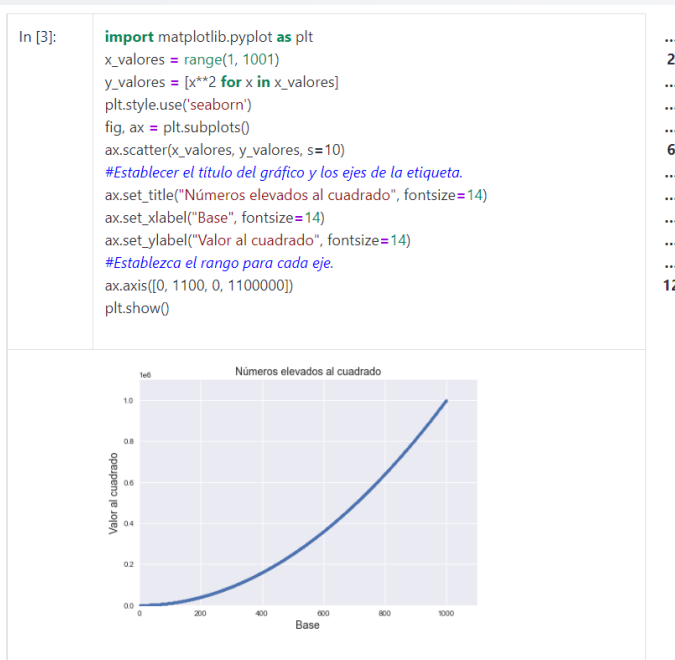 In [3]:
import matplotlib.pyplot as plt
x_valores = range(1, 1001)
y_valores = [x**2 for x in x_valores]
plt.style.use('seaborn')
fig, ax = plt.subplots()
ax.scatter(x_valores, y_valores, s=10)
#Establecer el título del gráfico y los ejes de la etiqueta.
ax.set_title("Números elevados al cuadrado", fontsize=14)
ax.set_xlabel("Base", fontsize=14)
ax.set_ylabel("Valor al cuadrado", fontsize=14)
#Establezca el rango para cada eje.
ax.axis([0, 1100, 0, 1100000])
plt.show()
...
2
...
...
...
6
...
...
...
...
...
12
Números elevados al cuadrado
1e6
1.0
0.8
0.6
0.4
0.2
0.0
Valor al cuadrado
0 200 400 600 800 1000
Base